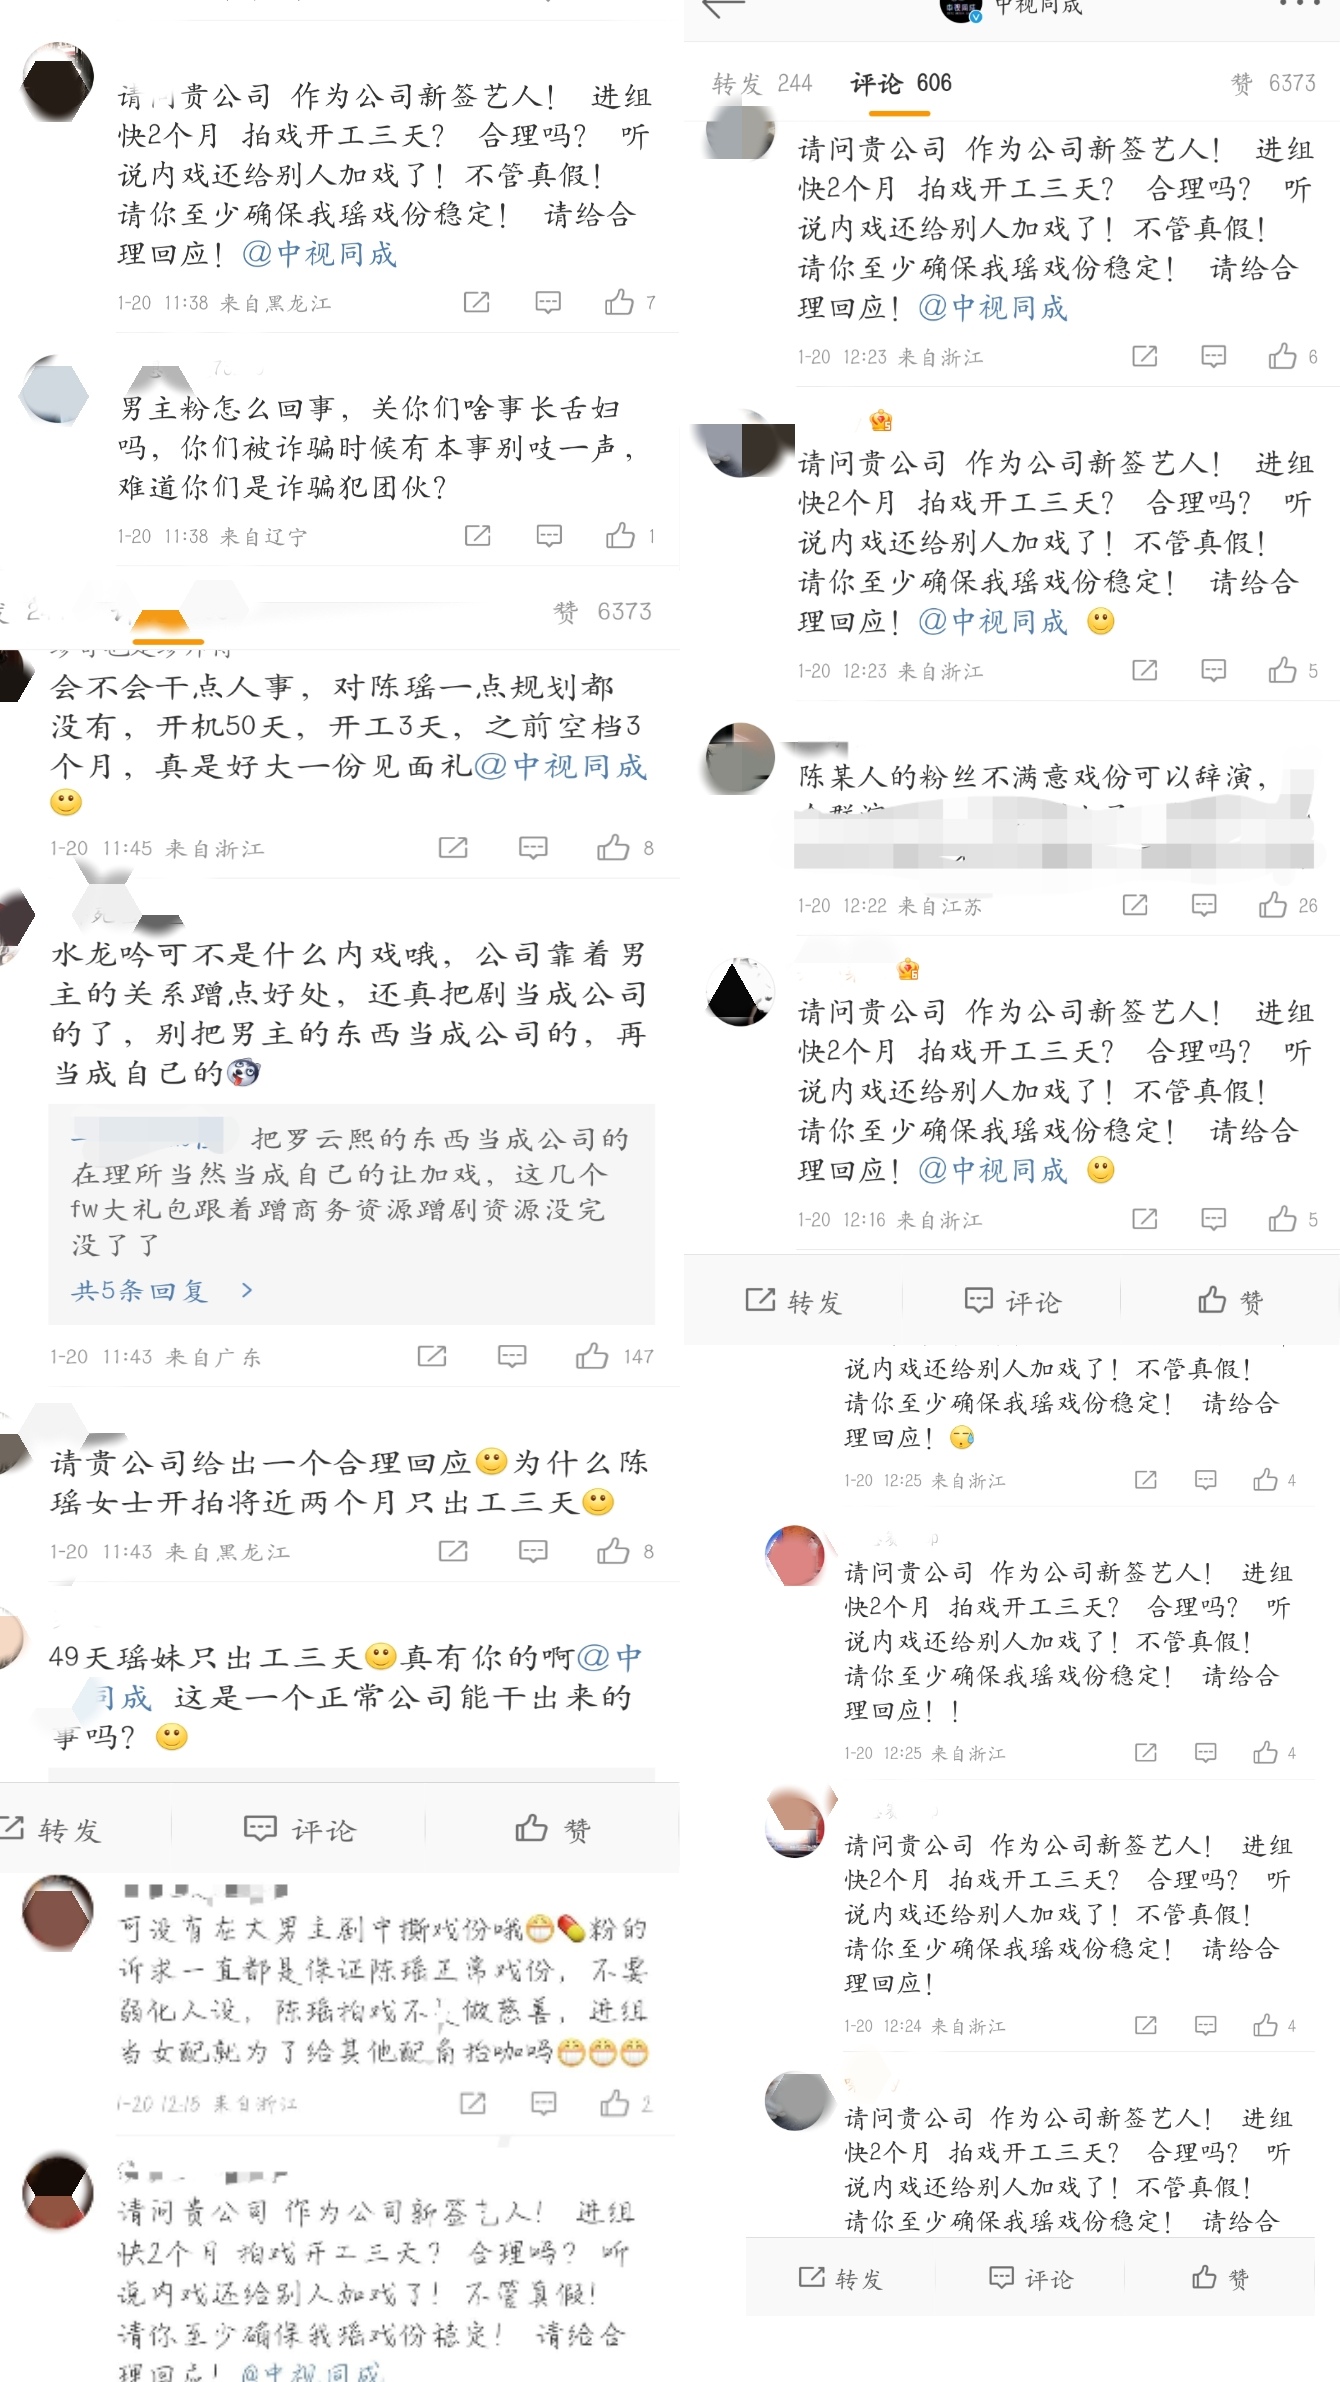 请问贵公司 作为公司新签艺人！ 进组
快2个月 拍戏开工三天？ 合理吗？ 听
说内戏还给别人加戏了！不管真假！
请你至少确保我瑶戏份稳定！ 请给合
理回应！@中视同成
1-20 11:38 来自黑龙江
7
男主粉怎么回事，关你们啥事长舌妇
吗，你们被诈骗时候有本事别吱一声，
难道你们是诈骗犯团伙？
1-20 11:38 来自辽宁
1
赞 6373
会不会干点人事，对陈瑶一点规划都
没有，开机50天，开工3天，之前空档3
个月，真是好大一份见面礼@中视同成
1-20 11:45 来自浙江
8
水龙吟可不是什么内戏哦，公司靠着男
主的关系蹭点好处，还真把剧当成公司
的了，别把男主的东西当成公司的，再
当成自己的
把罗云熙的东西当成公司的
在理所当然当成自己的让加戏，这几个
fw大礼包跟着蹭商务资源蹭剧资源没完
没了了
共5条回复 >
1-20 11:43 来自广东
147
请贵公司给出一个合理回应🙂为什么陈
瑶女士开拍将近两个月只出工三天🙂
1-20 11:43 来自黑龙江
8
49天瑶妹只出工三天🙂真有你的啊@中
同成 这是一个正常公司能干出来的
事吗？🙂
转发 评论 赞
可没有在大男主剧中撕戏份哦😁💊粉的
诉求一直都是保证陈瑶正常戏份，不要
弱化人设，陈瑶拍戏不 做慈善，进组
当女配就为了给其他配角抬咖吗😁😁😁
1-20 12:15 来自浙江
2
请问贵公司 作为公司新签艺人！ 进组
快2个月 拍戏开工三天？ 合理吗？ 听
说内戏还给别人加戏了！不管真假！
请你至少确保我瑶戏份稳定！ 请给合
理回应！@中视同成
中视同成
转发 244 评论 606 赞 6373
请问贵公司 作为公司新签艺人！ 进组
快2个月 拍戏开工三天？ 合理吗？ 听
说内戏还给别人加戏了！不管真假！
请你至少确保我瑶戏份稳定！ 请给合
理回应！@中视同成
1-20 12:23 来自浙江
6
请问贵公司 作为公司新签艺人！ 进组
快2个月 拍戏开工三天？ 合理吗？ 听
说内戏还给别人加戏了！不管真假！
请你至少确保我瑶戏份稳定！ 请给合
理回应！@中视同成 🙂
1-20 12:23 来自浙江
5
陈某人的粉丝不满意戏份可以辞演，
1-20 12:22 来自江苏
26
请问贵公司 作为公司新签艺人！ 进组
快2个月 拍戏开工三天？ 合理吗？ 听
说内戏还给别人加戏了！不管真假！
请你至少确保我瑶戏份稳定！ 请给合
理回应！@中视同成 🙂
1-20 12:16 来自浙江
5
转发 评论 赞
说内戏还给别人加戏了！不管真假！
请你至少确保我瑶戏份稳定！ 请给合
理回应！
1-20 12:25 来自浙江
4
请问贵公司 作为公司新签艺人！ 进组
快2个月 拍戏开工三天？ 合理吗？ 听
说内戏还给别人加戏了！不管真假！
请你至少确保我瑶戏份稳定！ 请给合
理回应！！
1-20 12:25 来自浙江
4
请问贵公司 作为公司新签艺人！ 进组
快2个月 拍戏开工三天？ 合理吗？ 听
说内戏还给别人加戏了！不管真假！
请你至少确保我瑶戏份稳定！ 请给合
理回应！
1-20 12:24 来自浙江
4
请问贵公司 作为公司新签艺人！ 进组
快2个月 拍戏开工三天？ 合理吗？ 听
说内戏还给别人加戏了！不管真假！
请你至少确保我瑶戏份稳定！ 请给合
转发 评论 赞